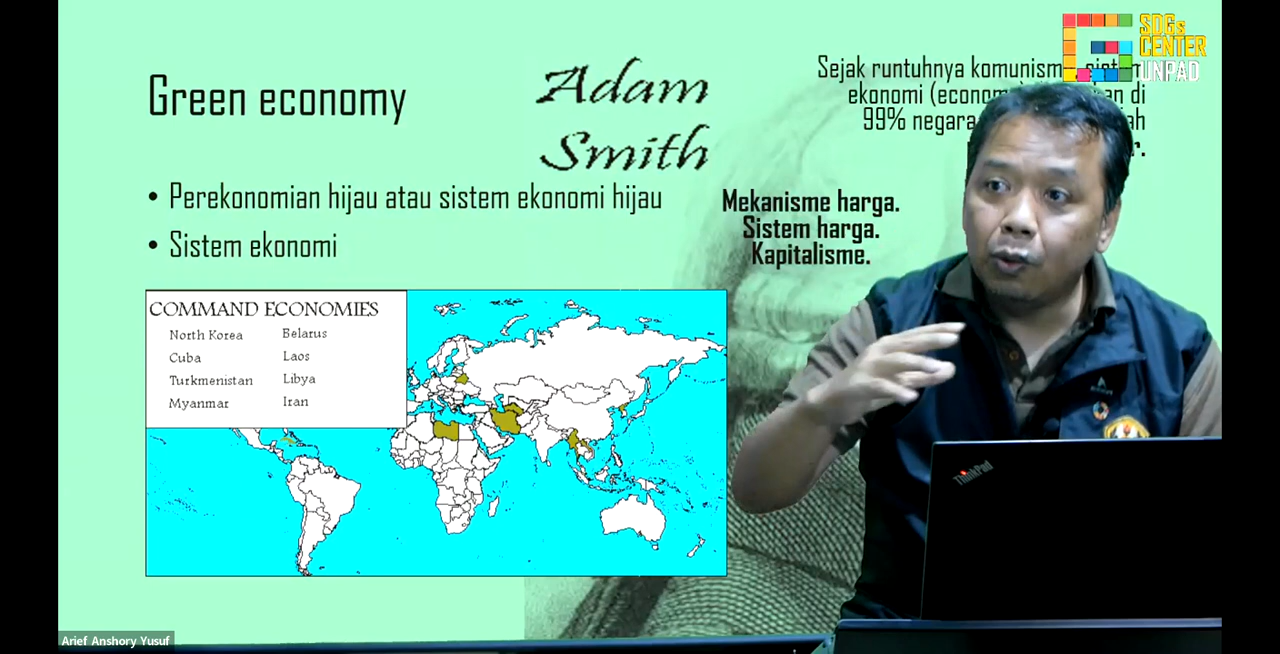 Green economy
Adam
Smith
• Perekonomian hijau atau sistem ekonomi hijau
• Sistem ekonomi
Sejak runtuhnya
ekonomi di
99% negara
Mekanisme harga.
Sistem harga.
Kapitalisme.
SDGs
CENTER
UNPAD
COMMAND ECONOMIES
North Korea Belarus
Cuba Laos
Turkmenistan Libya
Myanmar Iran
ThinkPad
Arief Anshory Yusuf